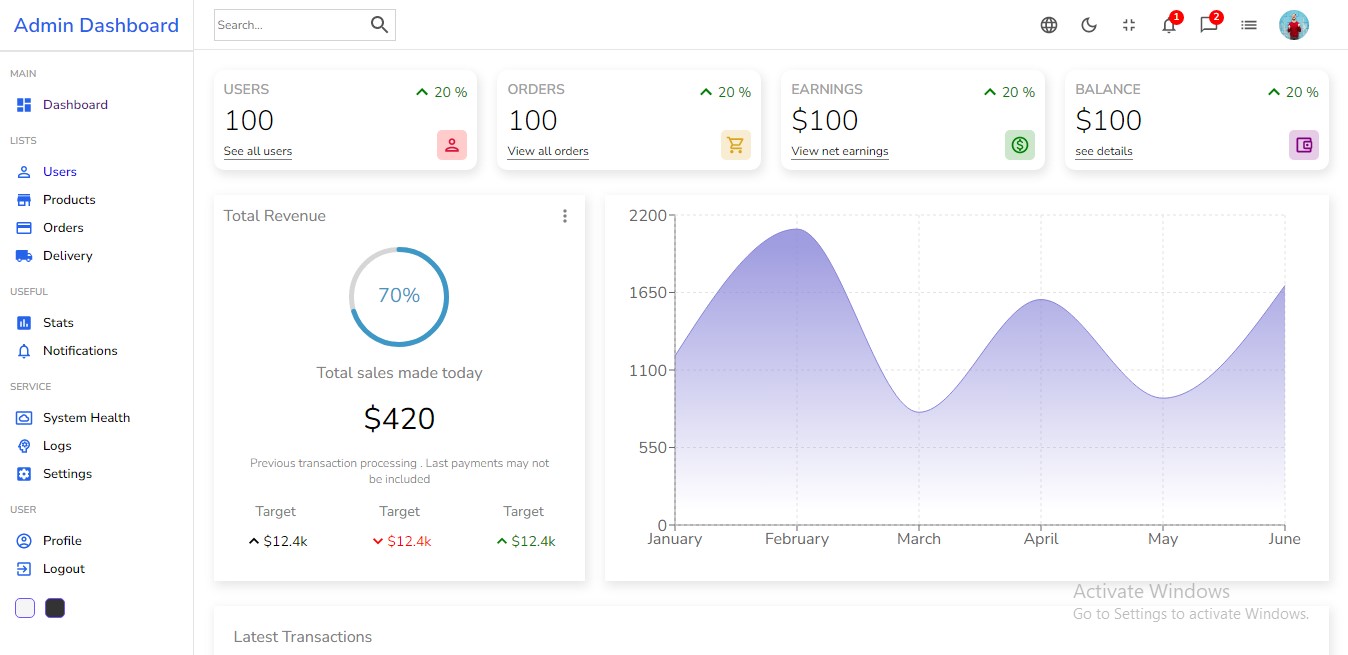 Admin Dashboard
Search...
1
2
MAIN
Dashboard
LISTS
Users
Products
Orders
Delivery
USEFUL
Stats
Notifications
SERVICE
System Health
Logs
Settings
USER
Profile
Logout
USERS
20 %
100
See all users
ORDERS
20 %
100
View all orders
EARNINGS
20 %
$100
View net earnings
BALANCE
20 %
$100
see details
Total Revenue
70%
Total sales made today
$420
Previous transaction processing . Last payments may not
be included
Target Target Target
$12.4k $12.4k $12.4k
2200
1650
1100
550
0
January February March April May June
Activate Windows
Go to Settings to activate Windows.
Latest Transactions